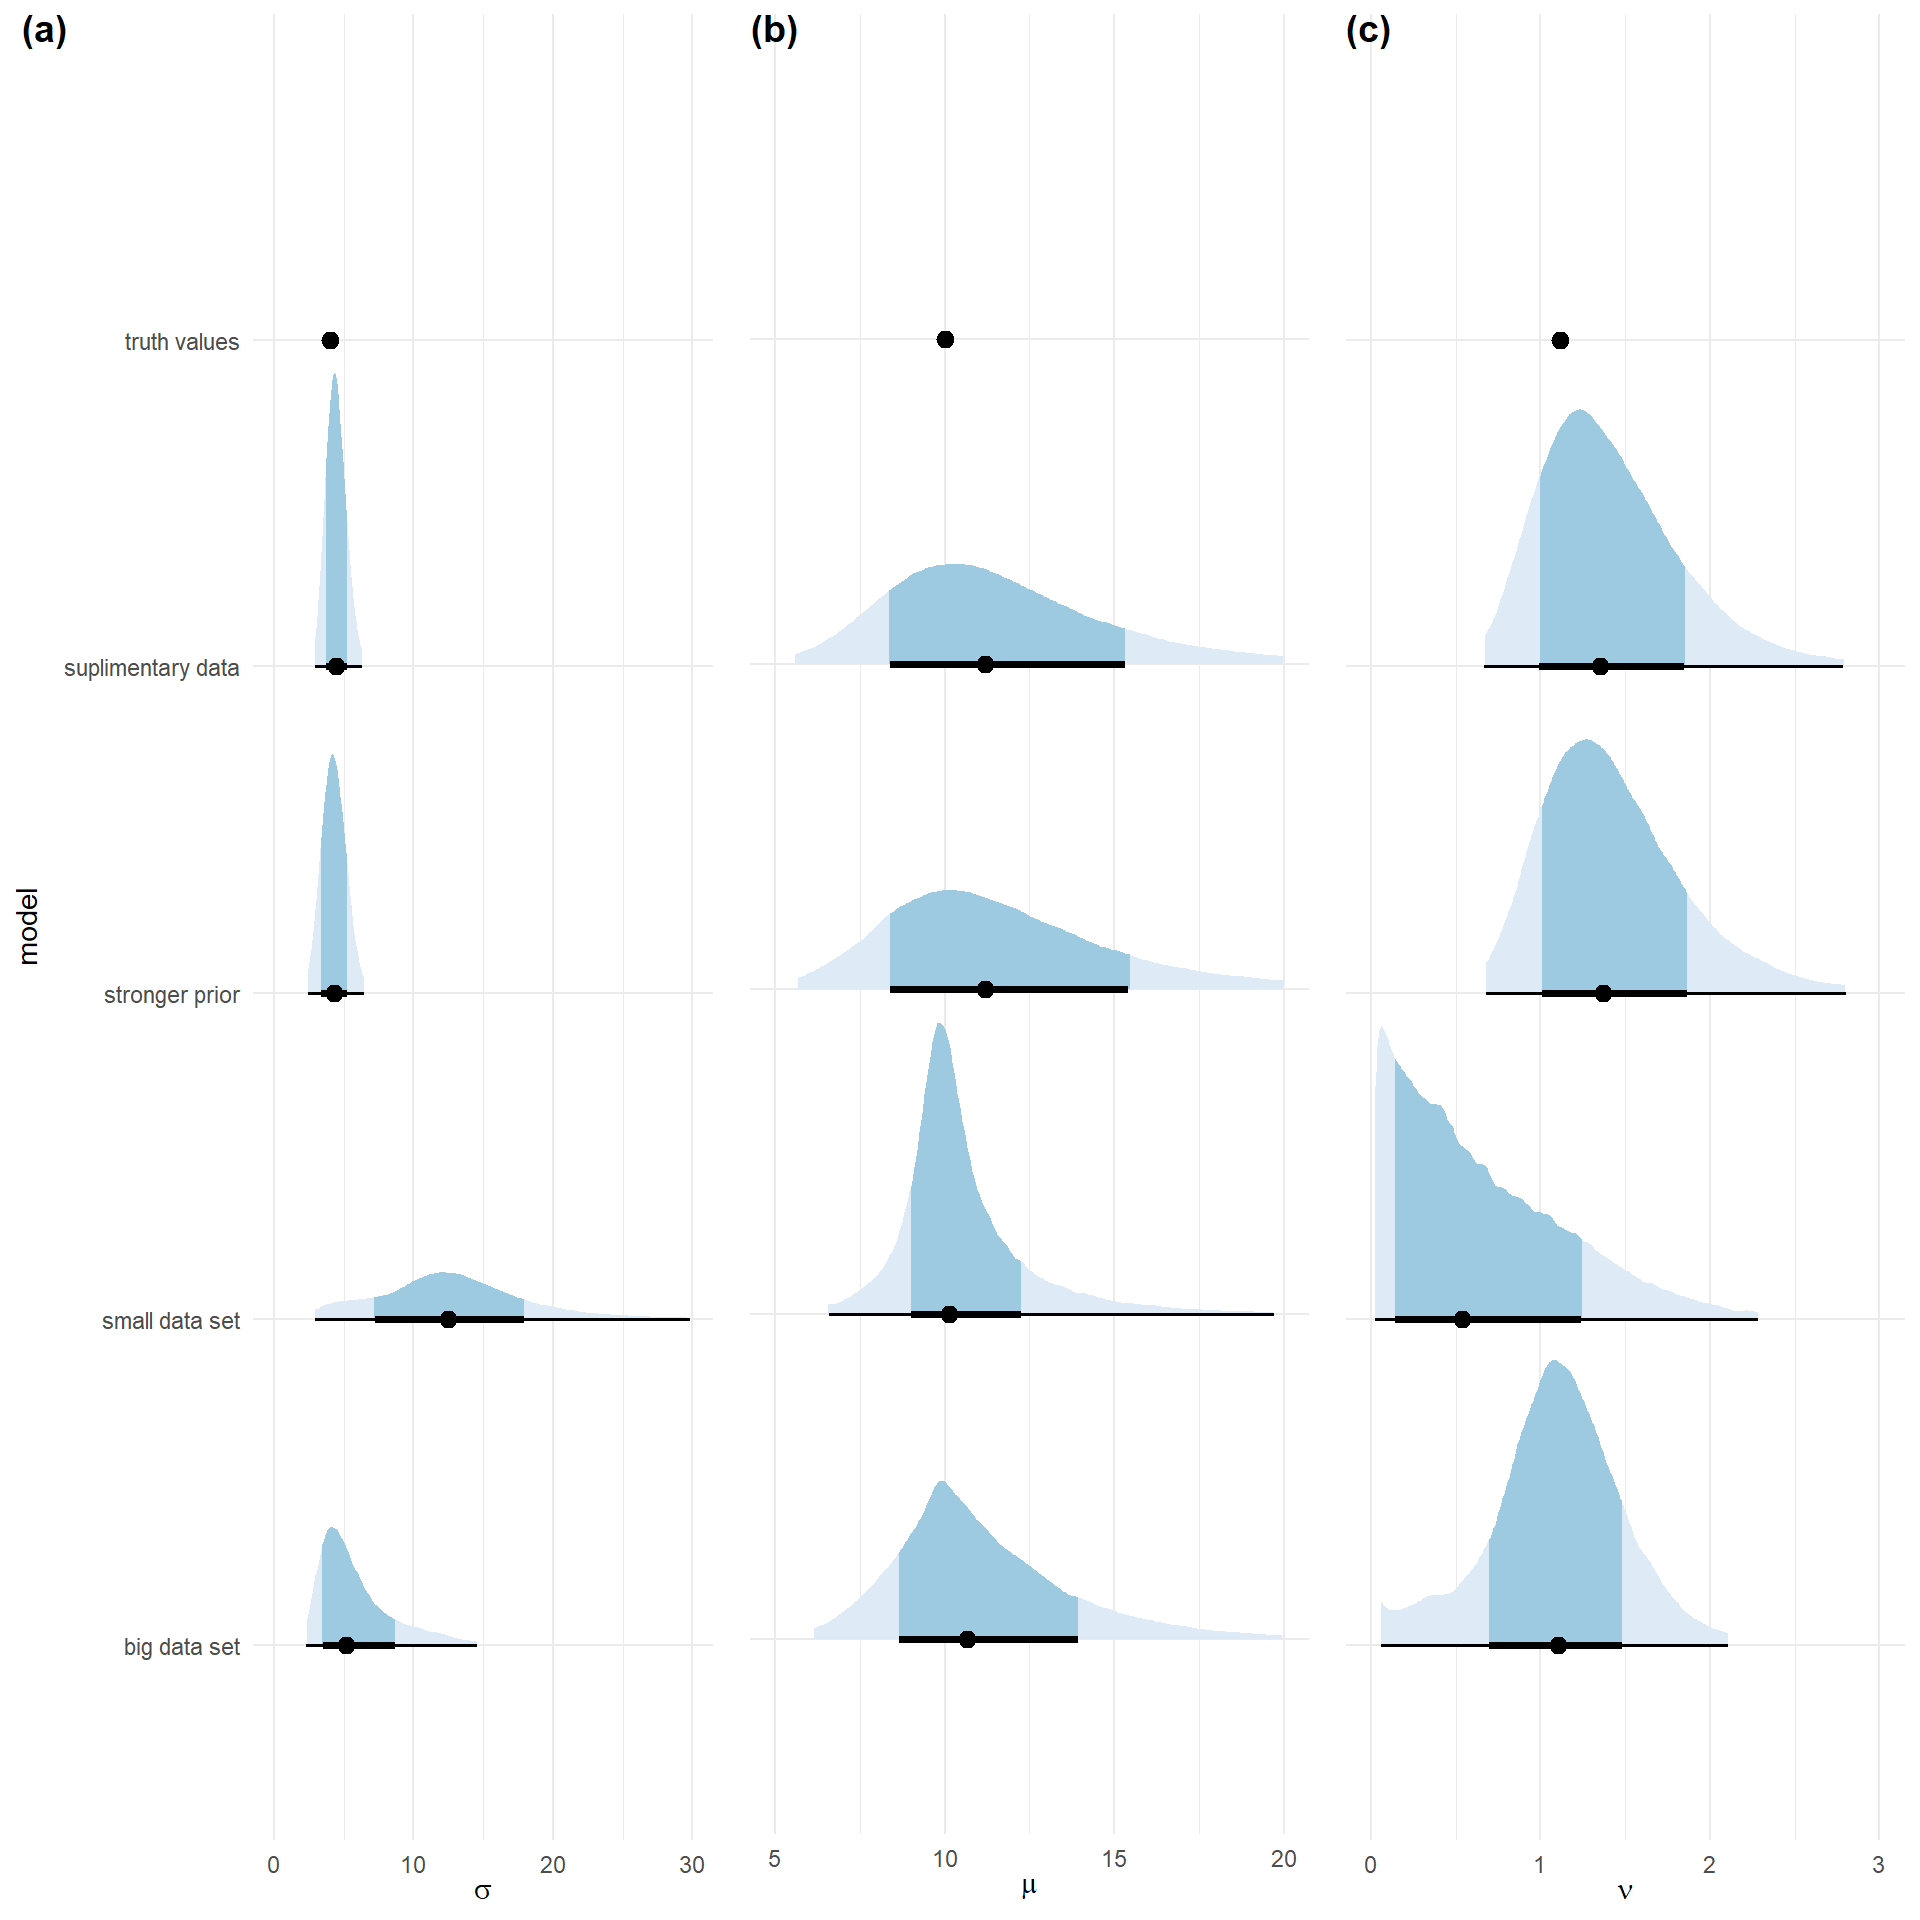 (a) (b) (c)
truth values
suplimentary data
model
stronger prior
small data set
big data set
0 10 20 30 5 10 15 20 0 1 2 3
σ μ ν